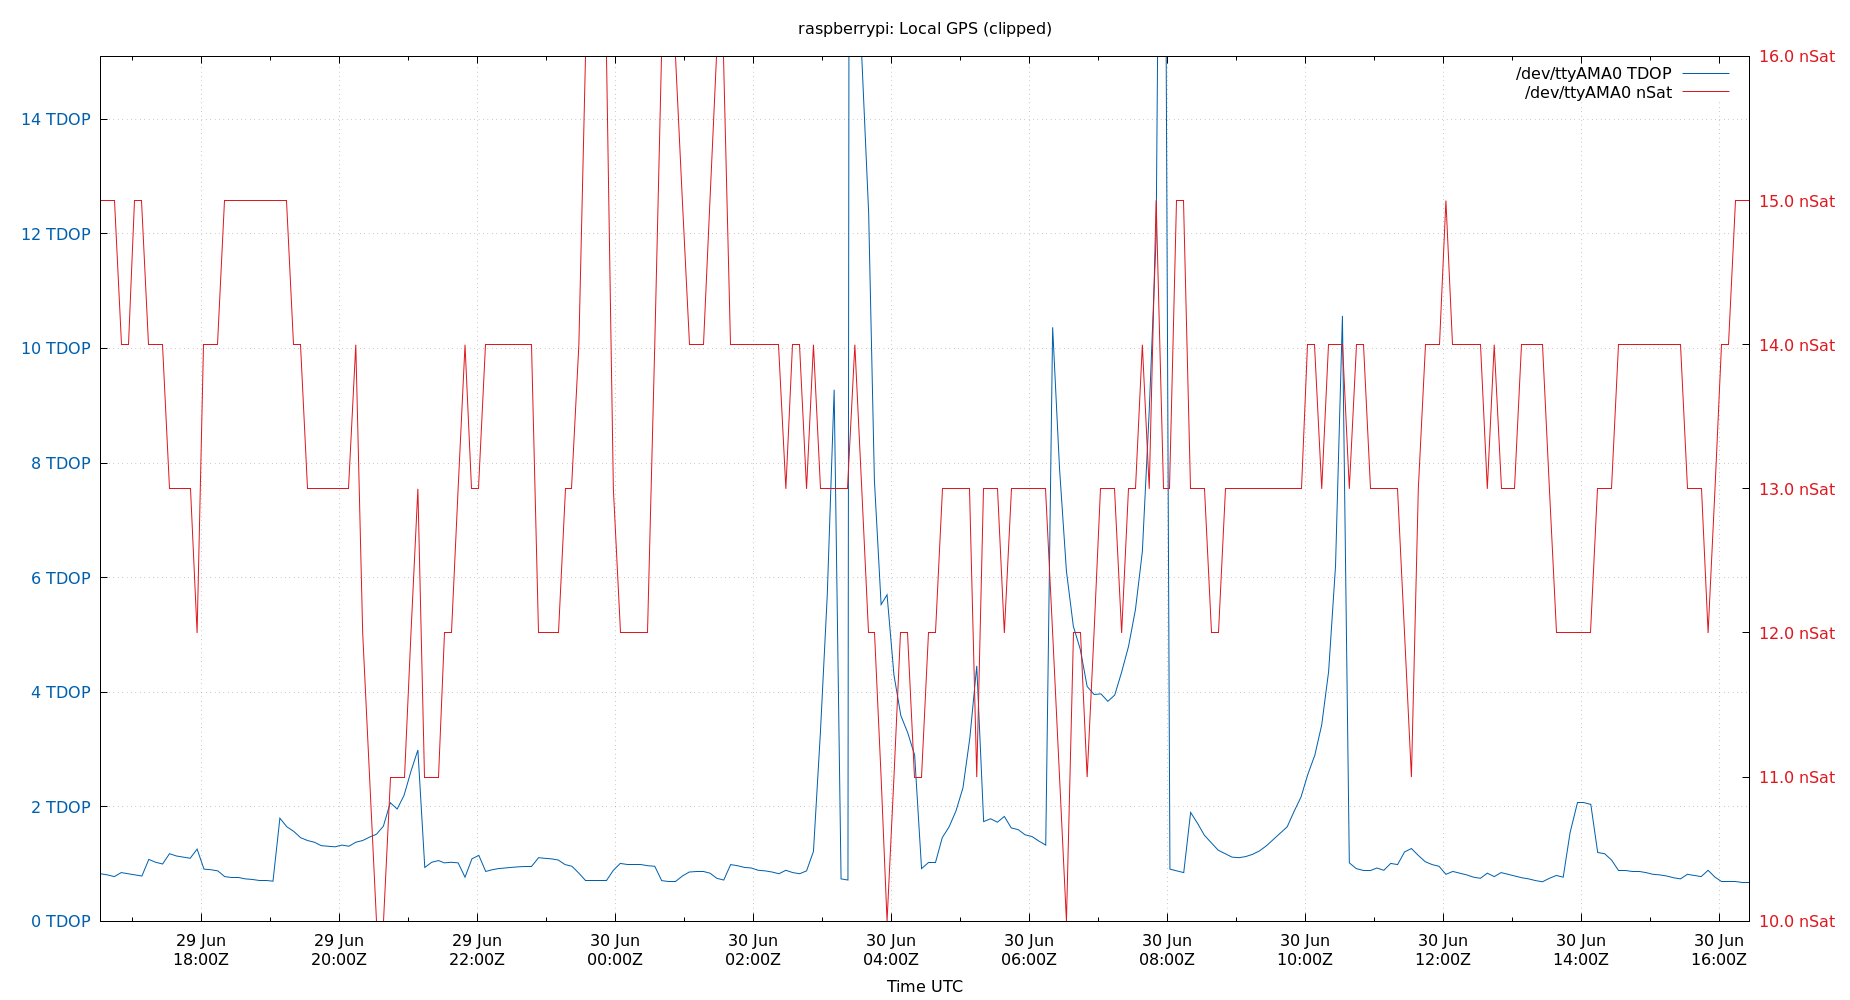 raspberrypi: Local GPS (clipped)
/dev/ttyAMA0 TDOP
/dev/ttyAMA0 nSat
14 TDOP
12 TDOP
10 TDOP
8 TDOP
6 TDOP
4 TDOP
2 TDOP
0 TDOP
16.0 nSat
15.0 nSat
14.0 nSat
13.0 nSat
12.0 nSat
11.0 nSat
10.0 nSat
29 Jun
18:00Z
29 Jun
20:00Z
29 Jun
22:00Z
30 Jun
00:00Z
30 Jun
02:00Z
30 Jun
04:00Z
30 Jun
06:00Z
30 Jun
08:00Z
30 Jun
10:00Z
30 Jun
12:00Z
30 Jun
14:00Z
30 Jun
16:00Z
Time UTC